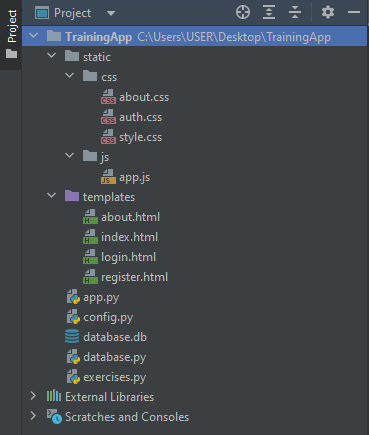 Project
Project
TrainingApp C:\Users\USER\Desktop\TrainingApp
static
css
about.css
auth.css
style.css
js
app.js
templates
about.html
index.html
login.html
register.html
app.py
config.py
database.db
database.py
exercises.py
External Libraries
Scratches and Consoles